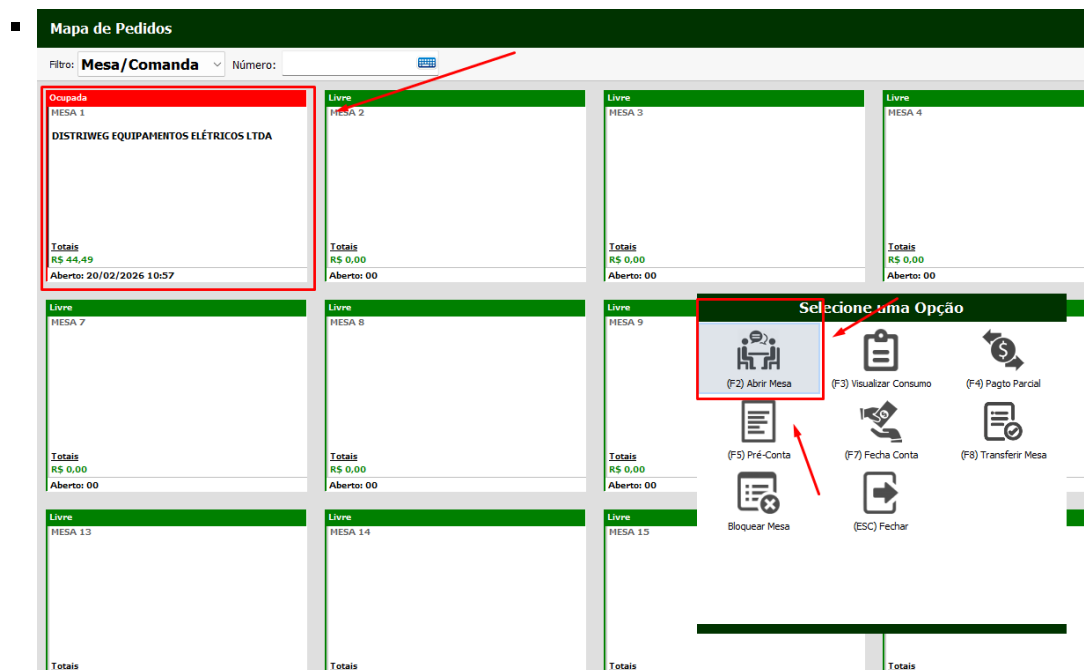 Mapa de Pedidos
Filtro: Mesa/Comanda Número:
Ocupada
MESA 1
DISTRIWEG EQUIPAMENTOS ELÉTRICOS LTDA
Totais
R$ 44,49
Aberto: 20/02/2026 10:57
Livre
MESA 2
Totais
R$ 0,00
Aberto: 00
Livre
MESA 3
Totais
R$ 0,00
Aberto: 00
Livre
MESA 4
Totais
R$ 0,00
Aberto: 00
Livre
MESA 7
Totais
R$ 0,00
Aberto: 00
Livre
MESA 8
Totais
R$ 0,00
Aberto: 00
Livre
MESA 9
Totais
R$ 0,00
Aberto: 00
Selecione uma Opção
(F2) Abrir Mesa
(F3) Visualizar Consumo
(F4) Pagto Parcial
(F5) Pré-Conta
(F7) Fecha Conta
(F8) Transferir Mesa
Bloquear Mesa
(ESC) Fechar
Livre
MESA 13
Totais
Livre
MESA 14
Totais
Livre
MESA 15
Totais
Totais